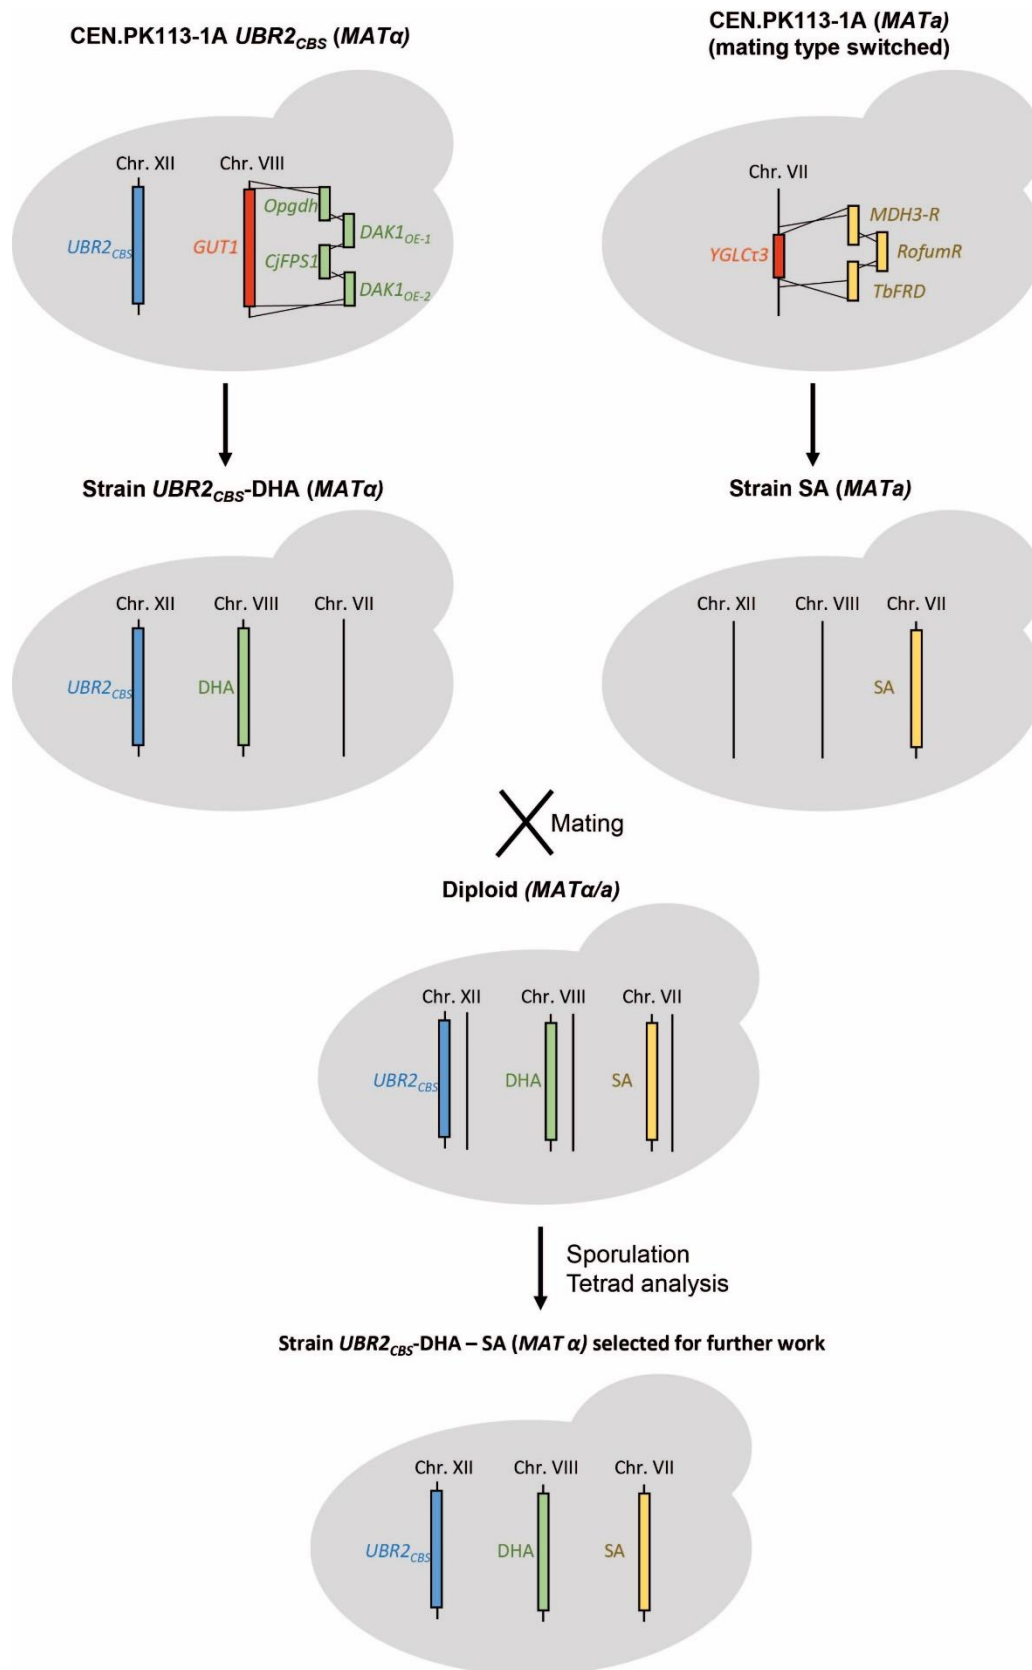 CEN.PK113-1A UBR2CBS (MATα)
CEN.PK113-1A (MATa)
(mating type switched)
Chr. XII
Chr. VIII
UBR2CBS
GUT1
Opgdh
DAK1OE-1
CjFPS1
DAK1OE-2
Chr. VII
YGLCτ3
MDH3-R
RofumR
TbFRD
Strain UBR2CBS-DHA (MATα)
Strain SA (MATa)
Chr. XII
Chr. VIII
Chr. VII
UBR2CBS
DHA
Chr. XII
Chr. VIII
Chr. VII
SA
Mating
Diploid (MATα/a)
Chr. XII
Chr. VIII
Chr. VII
UBR2CBS
DHA
SA
Sporulation
Tetrad analysis
Strain UBR2CBS-DHA – SA (MAT α) selected for further work
Chr. XII
Chr. VIII
Chr. VII
UBR2CBS
DHA
SA